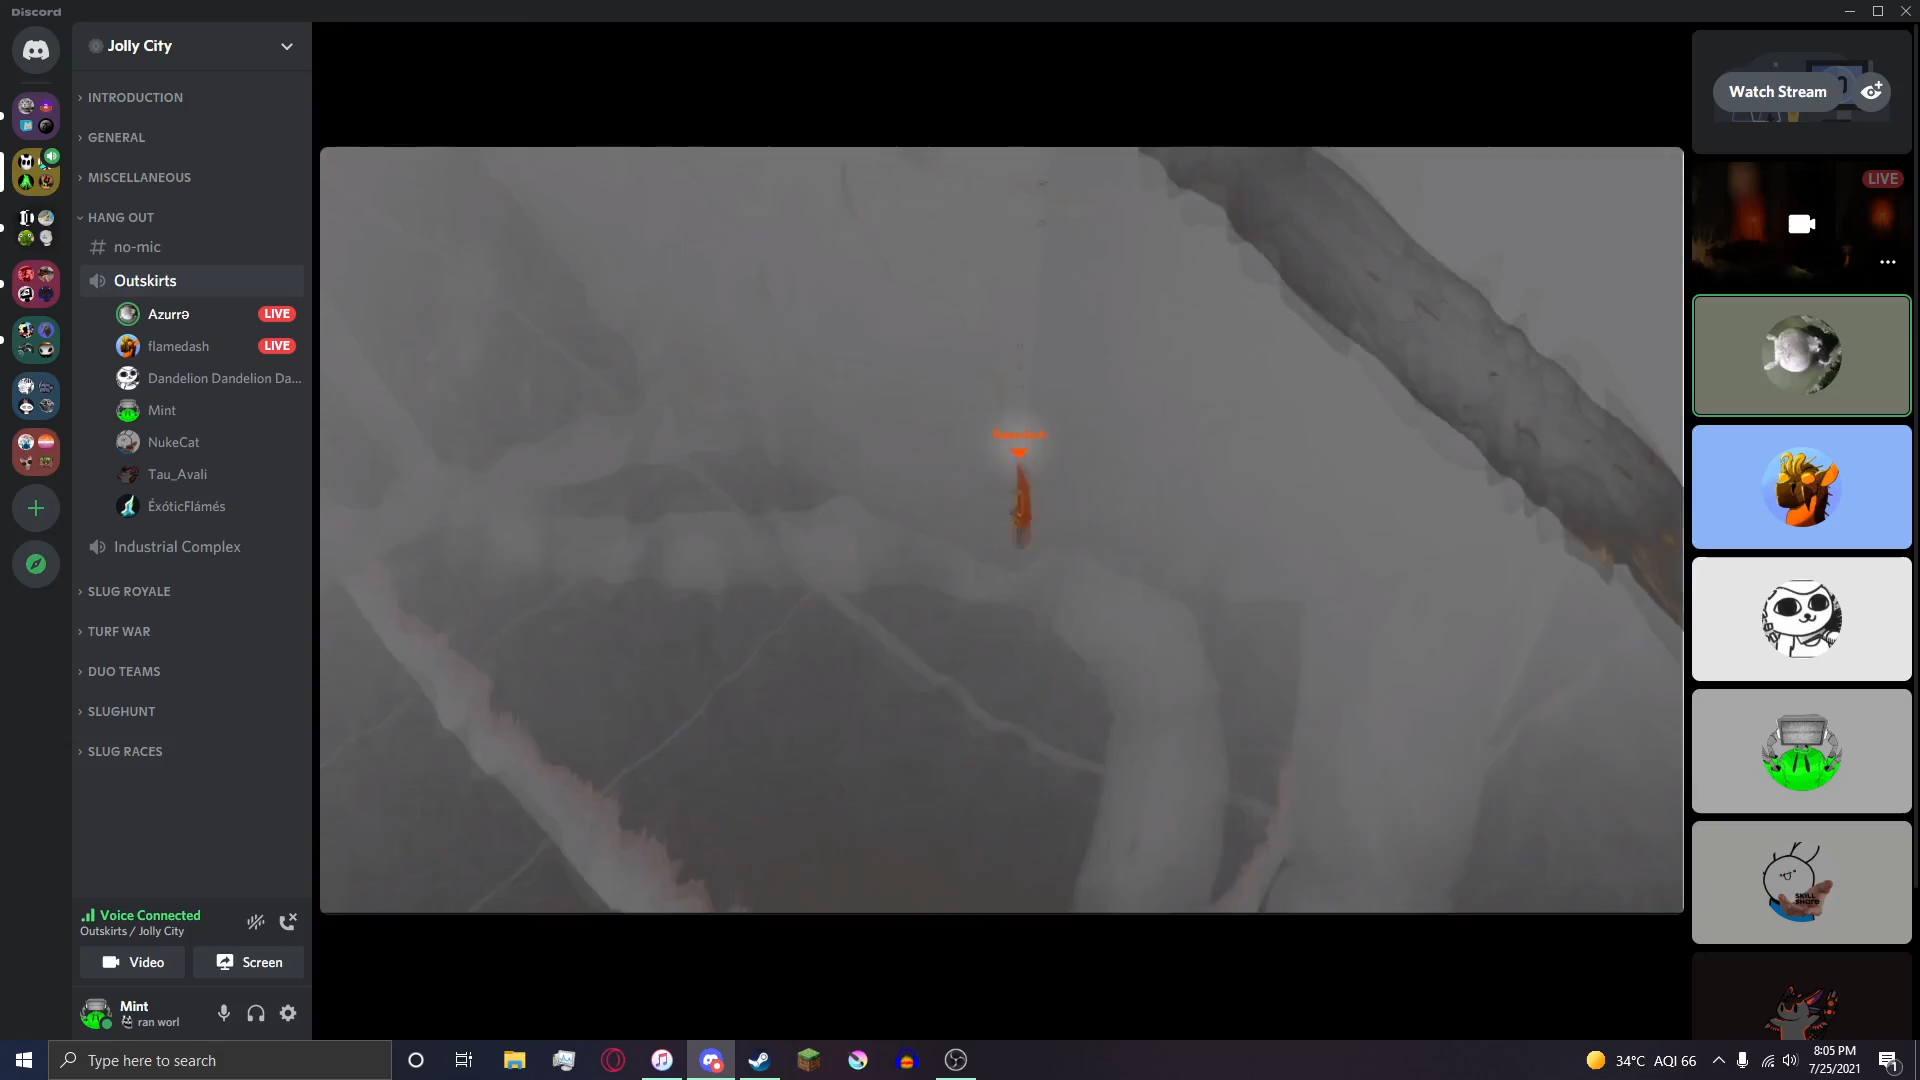 Discord
Jolly City
INTRODUCTION
GENERAL
MISCELLANEOUS
HANG OUT
no-mic
Outskirts
Azurrə LIVE
flamedash LIVE
Dandelion Dandelion Da...
Mint
NukeCat
Tau_Avali
ÉxóticFlámés
Industrial Complex
SLUG ROYALE
TURF WAR
DUO TEAMS
SLUGHUNT
SLUG RACES
Voice Connected
Outskirts / Jolly City
Video
Screen
Mint
ran worl
Watch Stream
LIVE
SKILL
SHARE
Type here to search
34°C AQI 66
8:05 PM
7/25/2021
1